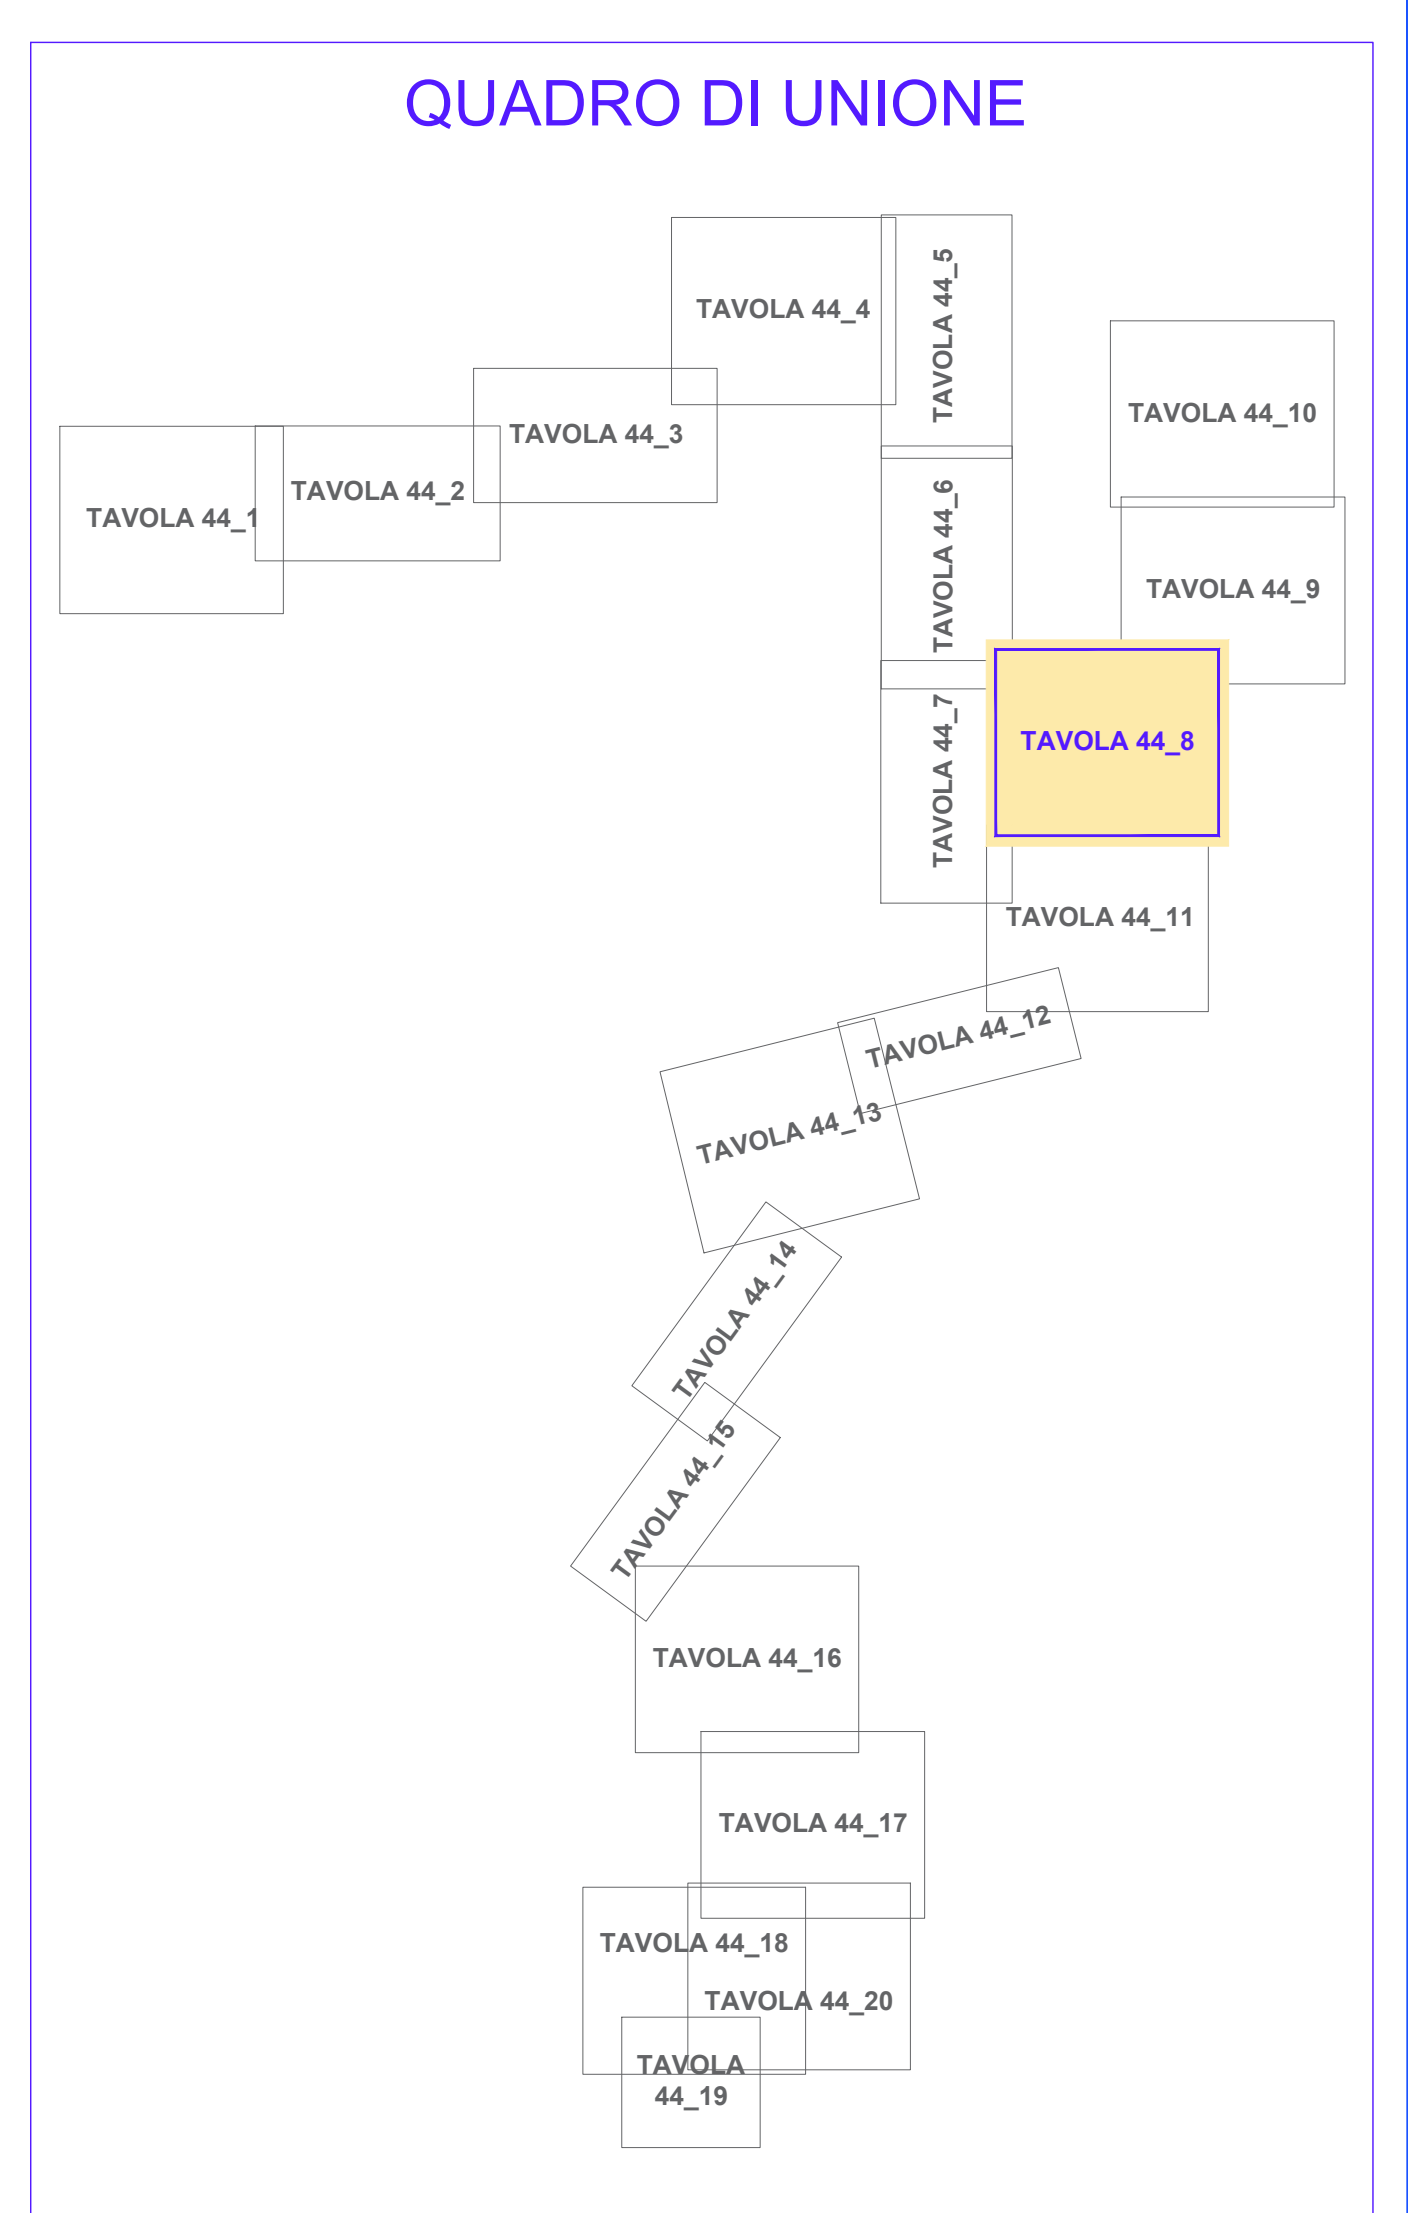 QUADRO DI UNIONE
TAVOLA 44_4
TAVOLA 44_5
TAVOLA 44_10
TAVOLA 44_3
TAVOLA 44_2
TAVOLA 44_1
TAVOLA 44_6
TAVOLA 44_9
TAVOLA 44_7
TAVOLA 44_8
TAVOLA 44_11
TAVOLA 44_12
TAVOLA 44_13
TAVOLA 44_14
TAVOLA 44_15
TAVOLA 44_16
TAVOLA 44_17
TAVOLA 44_18
TAVOLA 44_20
TAVOLA
44_19